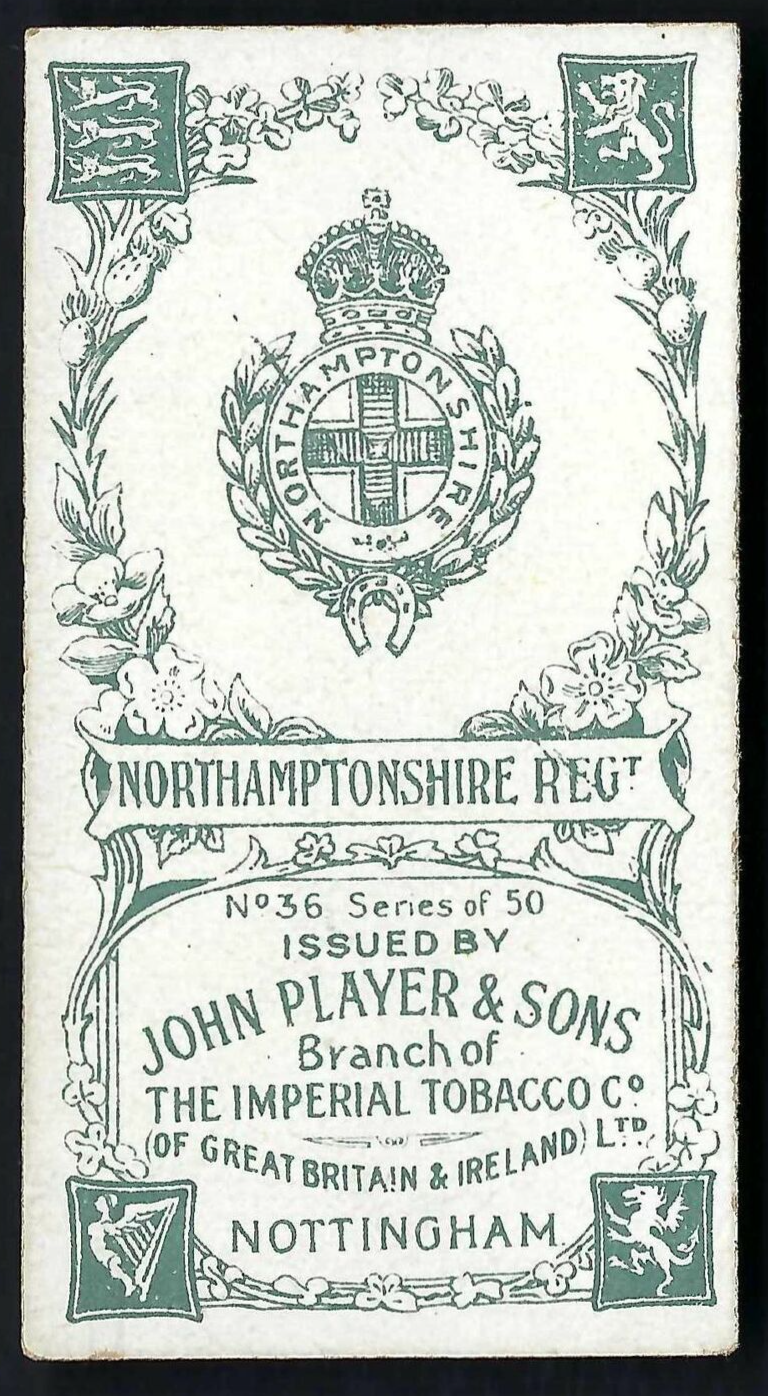 NORTHAMPTONSHIRE
NORTHAMPTONSHIRE REGT
No 36 Series of 50
ISSUED BY
JOHN PLAYER & SONS
Branch of
THE IMPERIAL TOBACCO Co
(OF GREAT BRITAIN & IRELAND) LTD.
NOTTINGHAM.